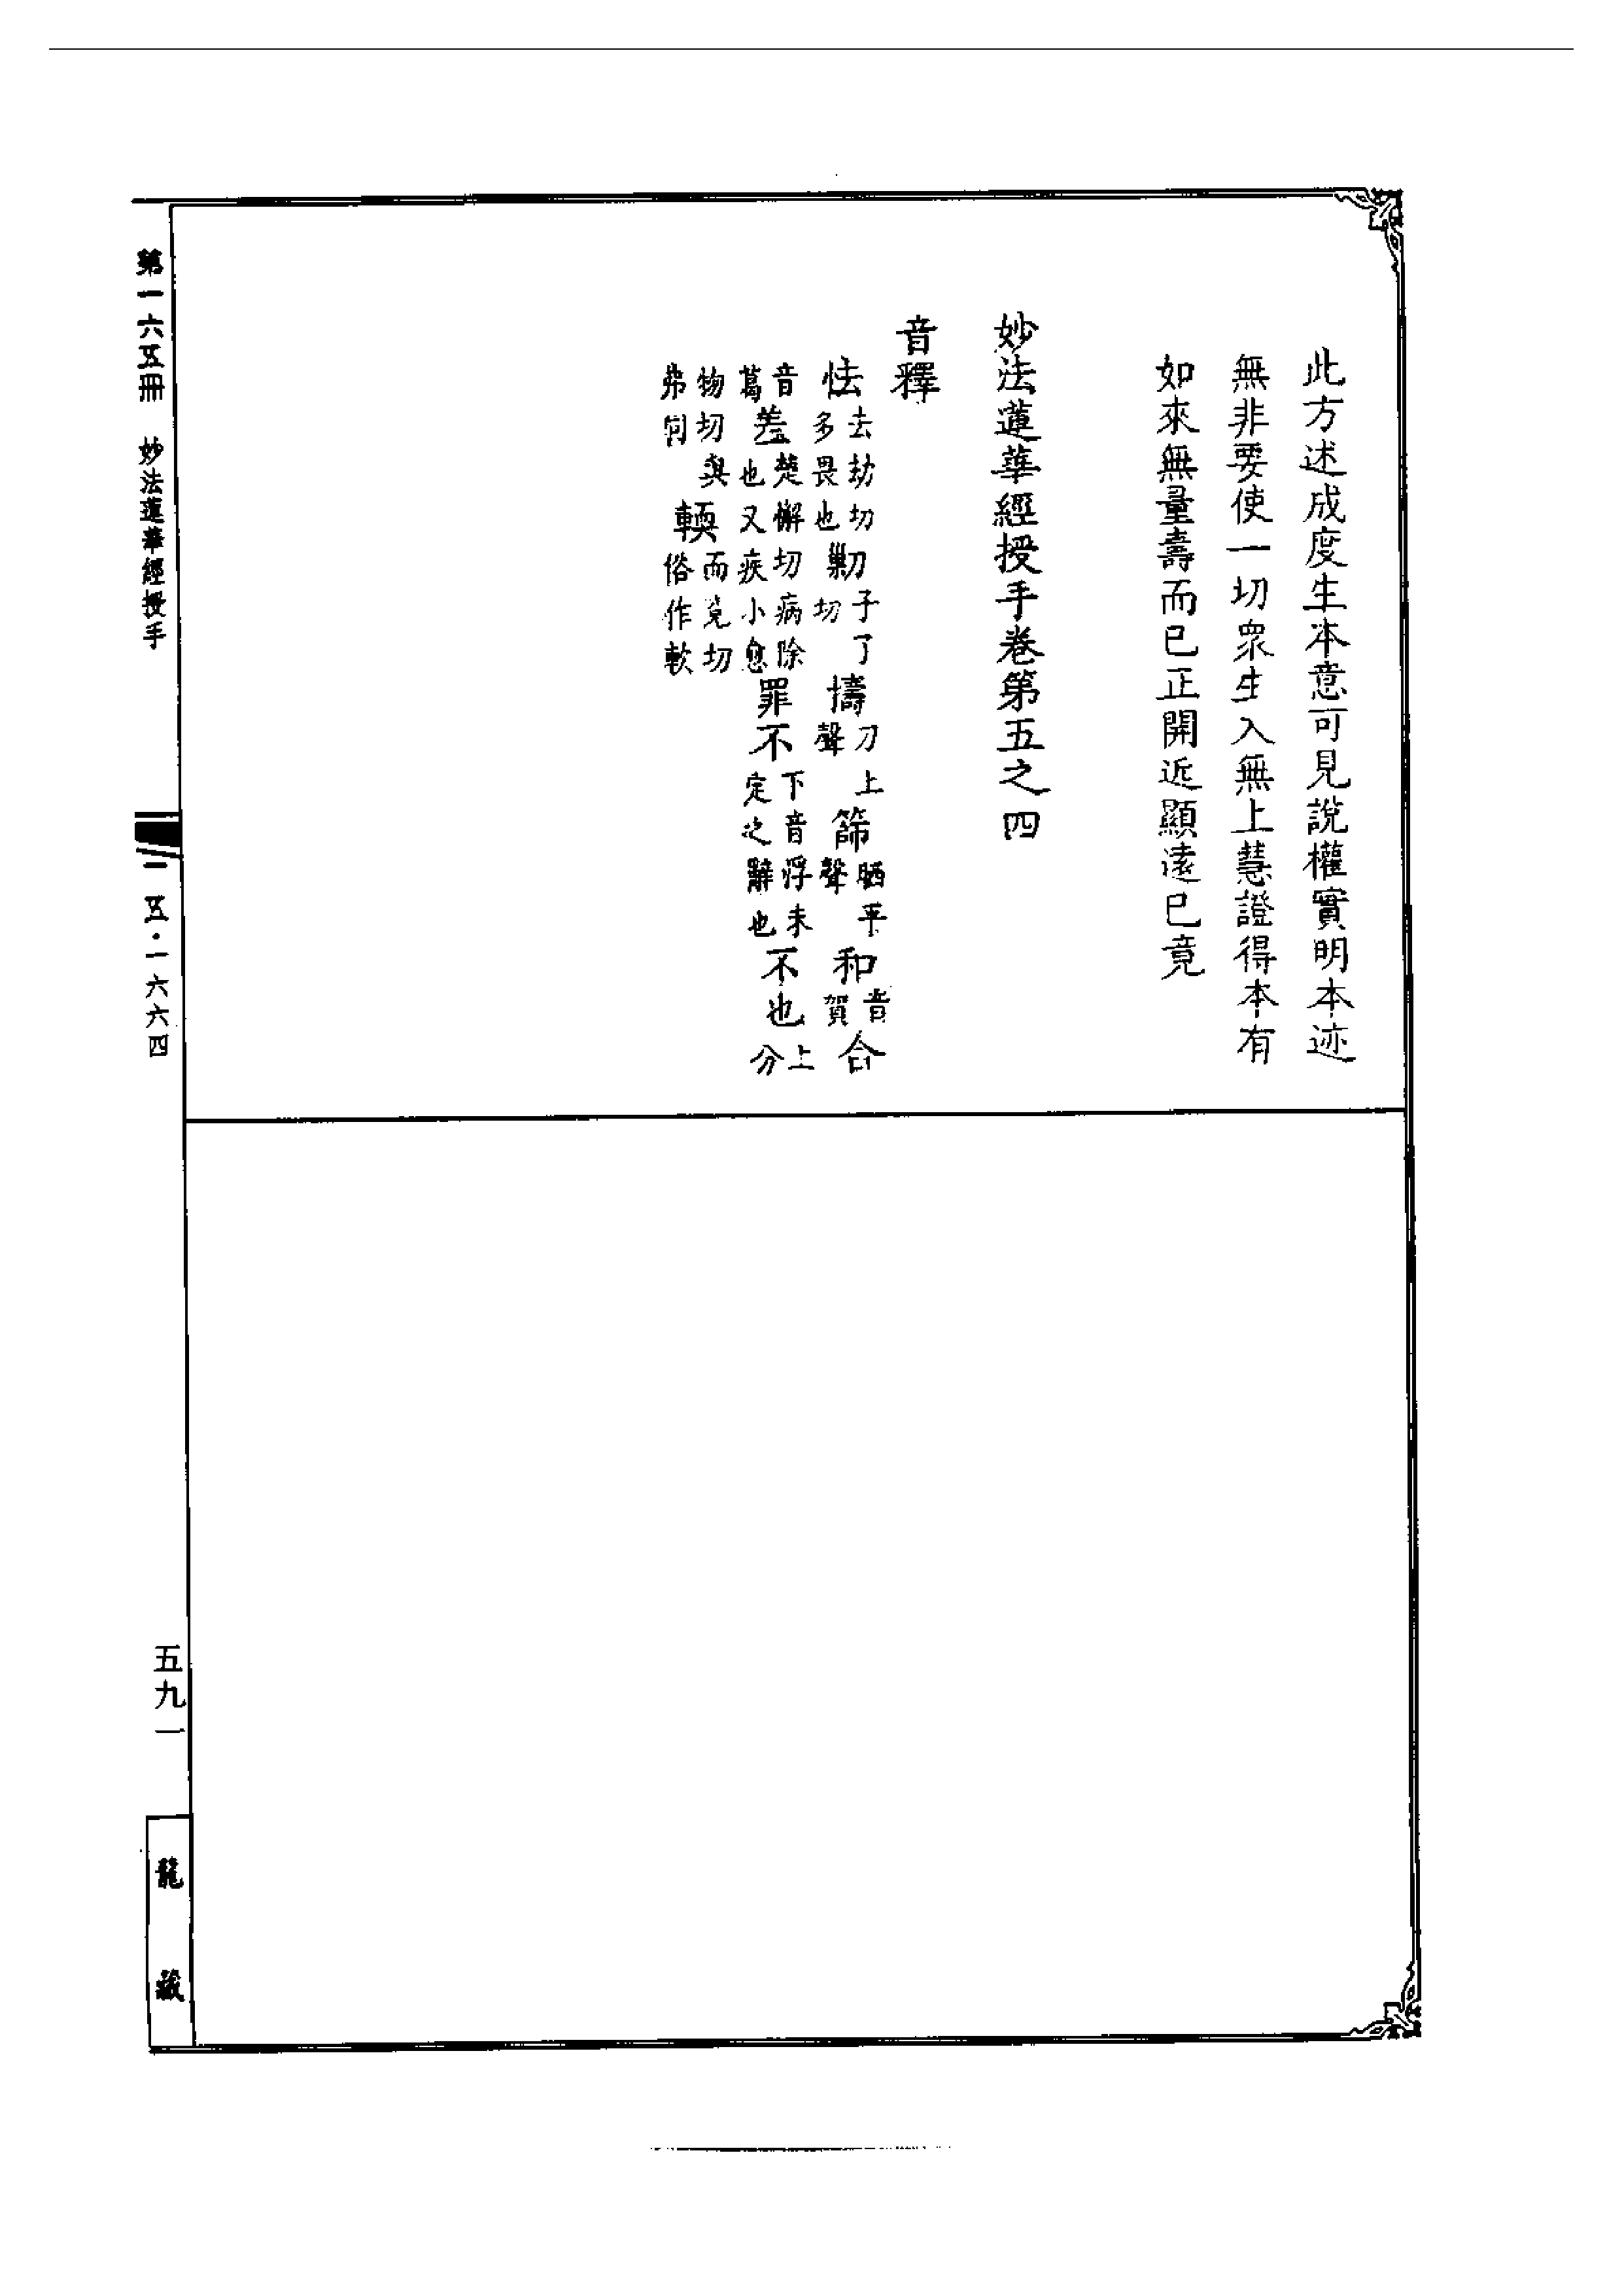 此方述成度生本意可見說權實明本迹
無非要使一切眾生入無上慧證得本有
如來無量壽而已正開近顯遠已竟
妙法蓮華經授手卷第五之四
音釋
怯去劫切多畏也勦子了切擣刀上聲篩晒平聲和音賀合
音葛差楚懈切病除也又疾小愈罪不下音浮未定之辭也不也上分
物切與弗同輭而兗切俗作軟
第一六五冊 妙法蓮華經授手
一五·一六六四
五九一
龍藏